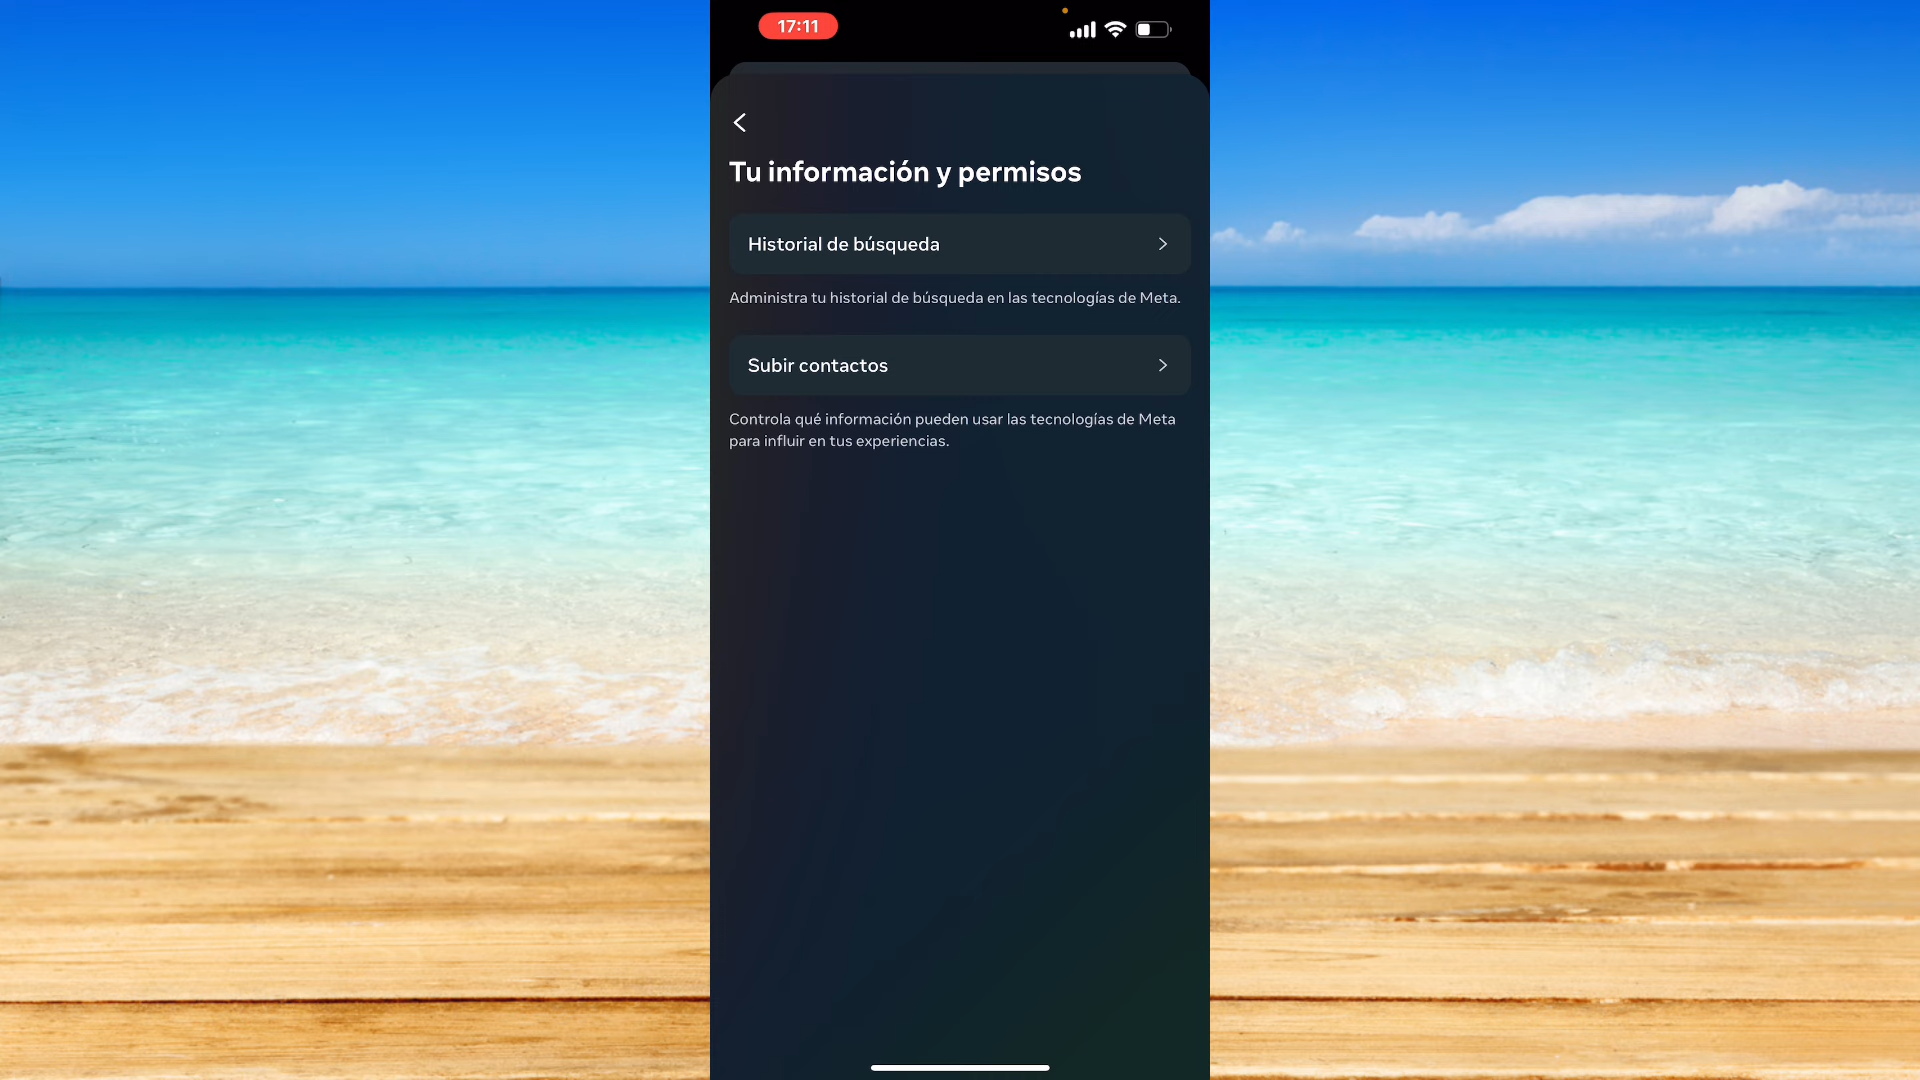 17:11
Tu información y permisos
Historial de búsqueda
Administra tu historial de búsqueda en las tecnologías de Meta.
Subir contactos
Controla qué información pueden usar las tecnologías de Meta
para influir en tus experiencias.